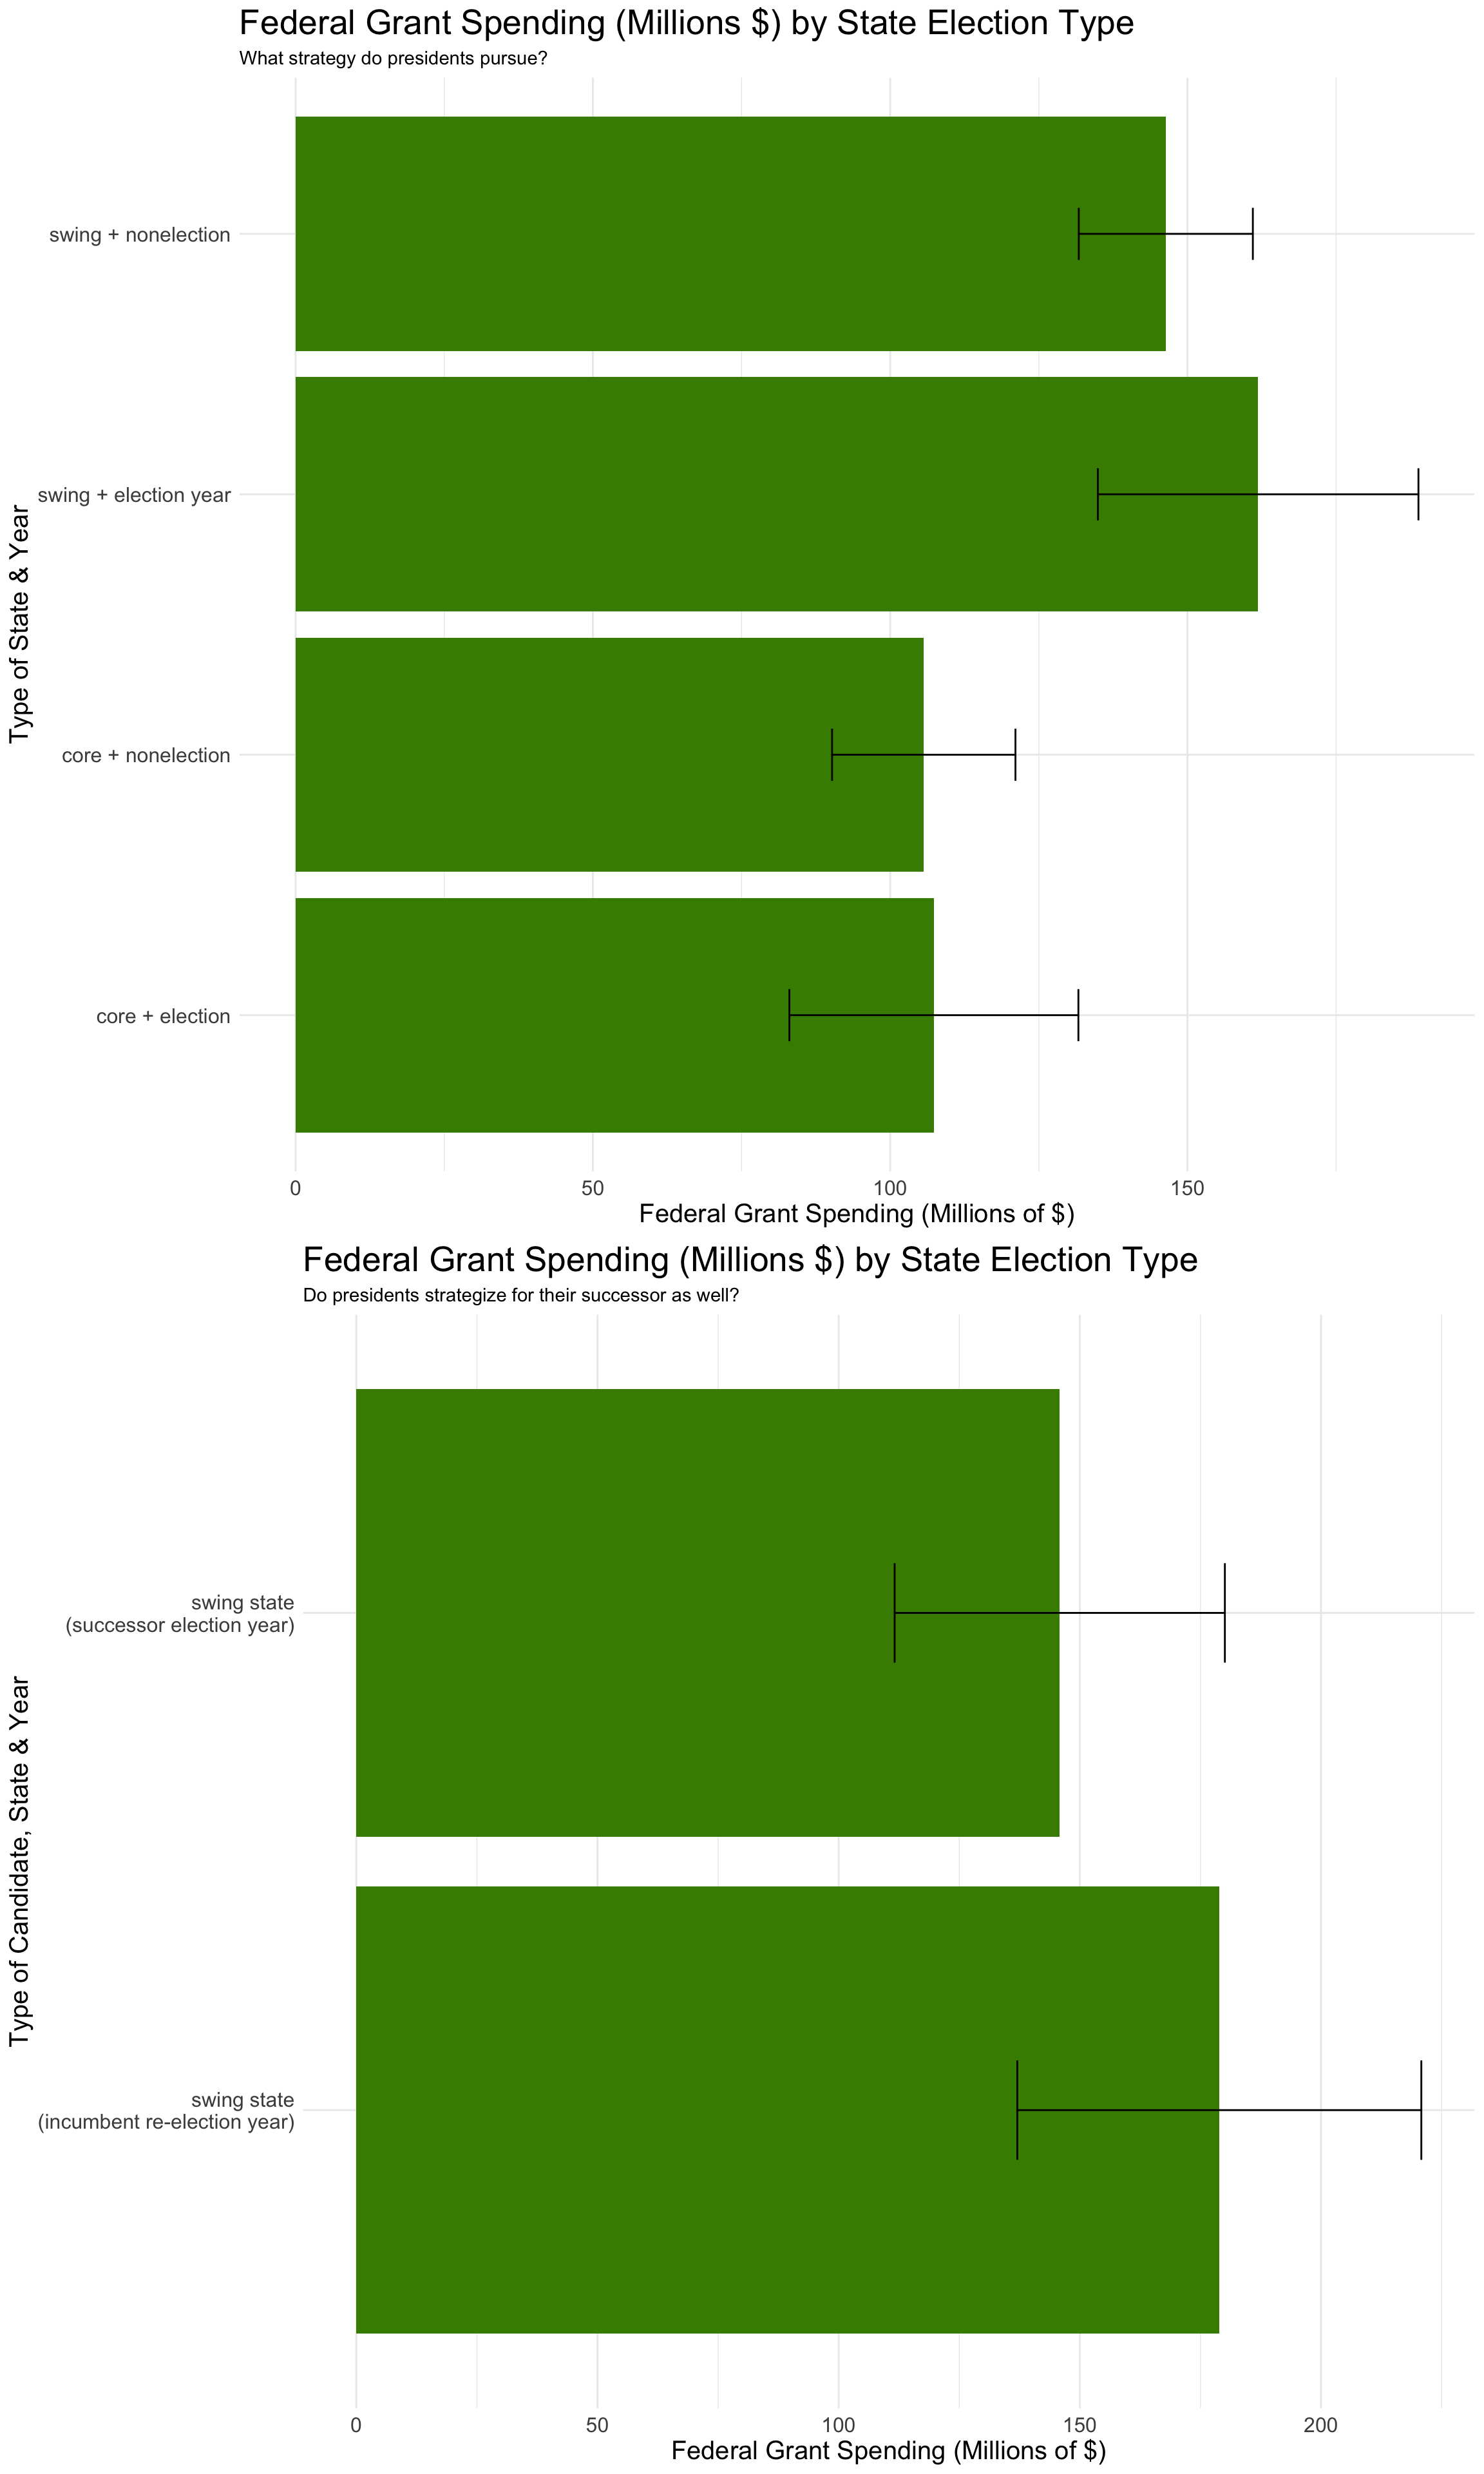 Federal Grant Spending (Millions $) by State Election Type
What strategy do presidents pursue?
Type of State & Year
swing + nonelection
swing + election year
core + nonelection
core + election
0 50 100 150
Federal Grant Spending (Millions of $)
Federal Grant Spending (Millions $) by State Election Type
Do presidents strategize for their successor as well?
Type of Candidate, State & Year
swing state
(successor election year)
swing state
(incumbent re-election year)
0 50 100 150 200
Federal Grant Spending (Millions of $)